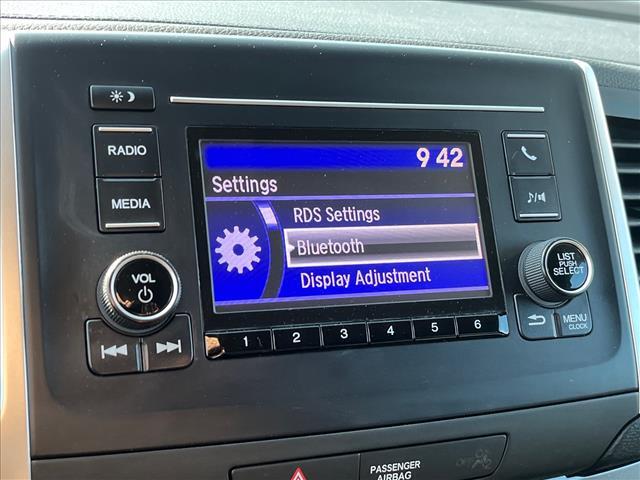 9 42
RADIO
Settings
RDS Settings
MEDIA
Bluetooth
LIST
PUSH
SELECT
VOL
Display Adjustment
1 2 3 4 5 6
MENU
CLOCK
PASSENGER
AIRBAG
OFF